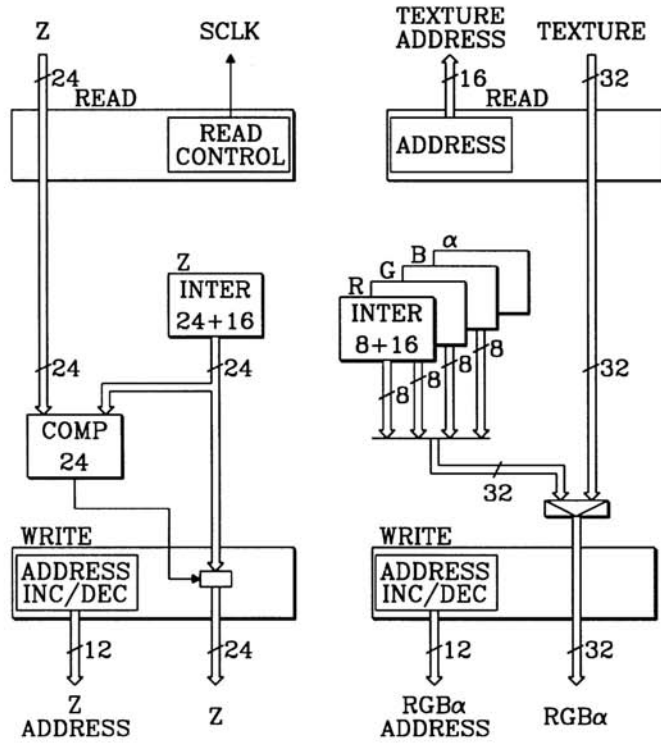 Z
SCLK
TEXTURE
ADDRESS
TEXTURE
24
16
32
READ
READ
READ
CONTROL
ADDRESS
Z
INTER
24+16
R
G
B
α
INTER
8+16
24
24
8
8
8
8
32
COMP
24
32
WRITE
WRITE
ADDRESS
INC/DEC
ADDRESS
INC/DEC
12
24
12
32
Z
ADDRESS
Z
RGBα
ADDRESS
RGBα